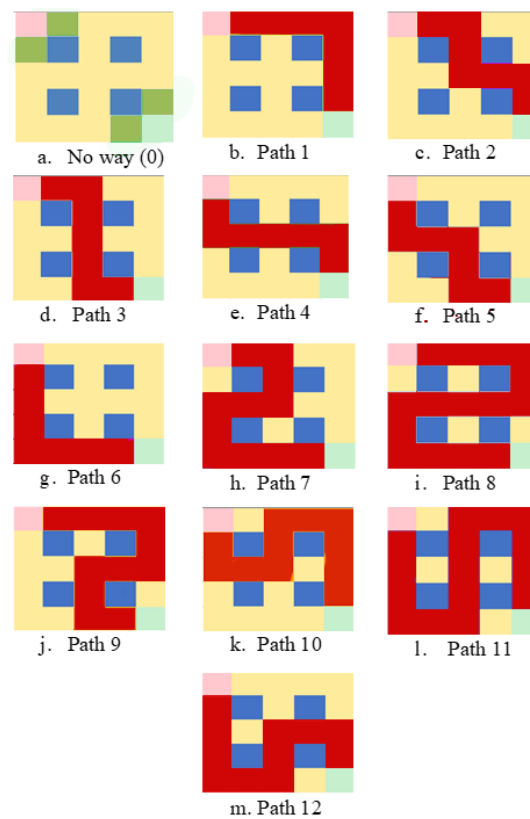 a. No way (0)
b. Path 1
c. Path 2
d. Path 3
e. Path 4
f. Path 5
g. Path 6
h. Path 7
i. Path 8
j. Path 9
k. Path 10
l. Path 11
m. Path 12